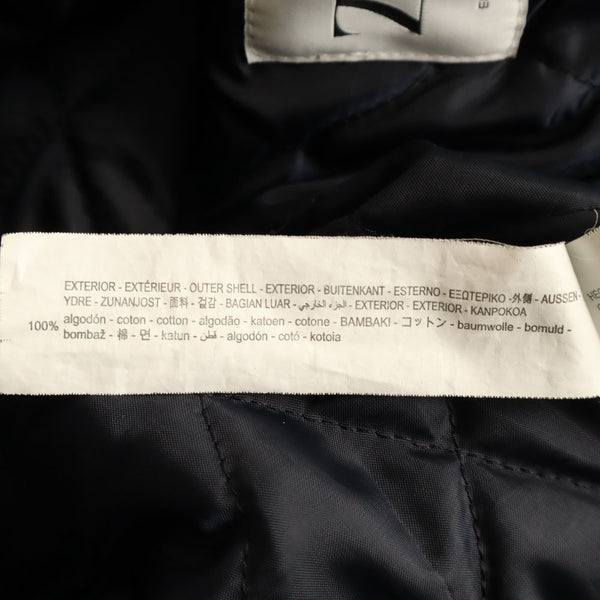 EXTERIOR - EXTÉRIEUR - OUTER SHELL - EXTERIOR - BUITENKANT - ESTERNO - ΕΞΩΤΕΡΙΚΟ -外側 - AUSSEN
YDRE - ZUNANJOST - 面料 - 겉감 - BAGIAN LUAR - الجزء الخارجي - EXTERIOR - EXTERIOR - KANPOKOA
100% algodón - coton - cotton - algodão - katoen - cotone - BAMBAKI - コットン - baumwolle - bomuld -
bombaž - 棉 - 면 - katun - قطن - algodón - cotó - kotoia